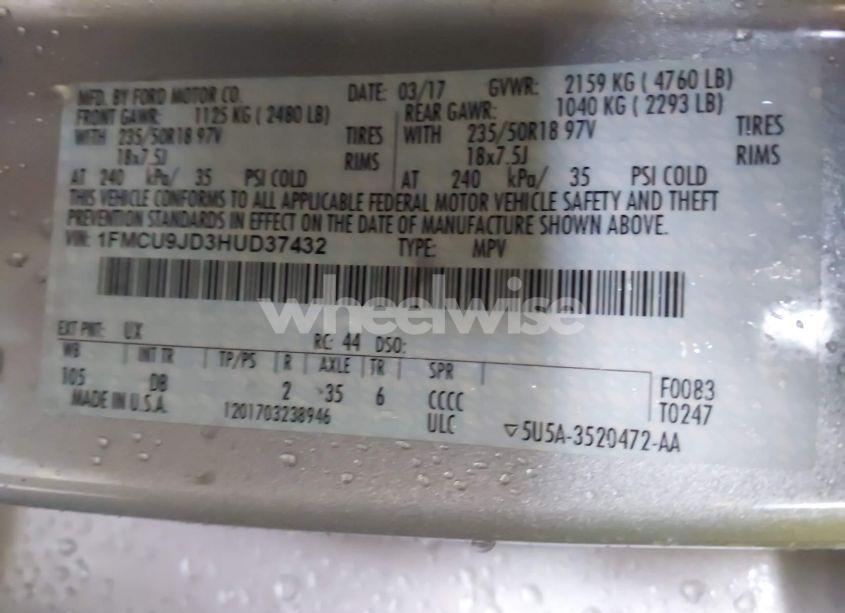 MFD. BY FORD MOTOR CO. DATE: 03/17 GVWR: 2159 KG ( 4760 LB)
FRONT GAWR: 1125 KG ( 2480 LB) REAR GAWR: 1040 KG ( 2293 LB)
WITH 235/50R18 97V TIRES WITH 235/50R18 97V TIRES
18x7.5J RIMS 18x7.5J RIMS
AT 240 kPa/ 35 PSI COLD AT 240 kPa/ 35 PSI COLD
THIS VEHICLE CONFORMS TO ALL APPLICABLE FEDERAL MOTOR VEHICLE SAFETY AND THEFT
PREVENTION STANDARDS IN EFFECT ON THE DATE OF MANUFACTURE SHOWN ABOVE.
VIN: 1FMCU9JD3HUD37432 TYPE: MPV
wheelwise
EXT PNT: UX RC: 44 DSO:
WB INT TR TP/PS R AXLE TR SPR
105 DB 2 35 6 CCCC F0083
MADE IN U.S.A. 1201703238946 ULC T0247
▽5U5A-3520472-AA